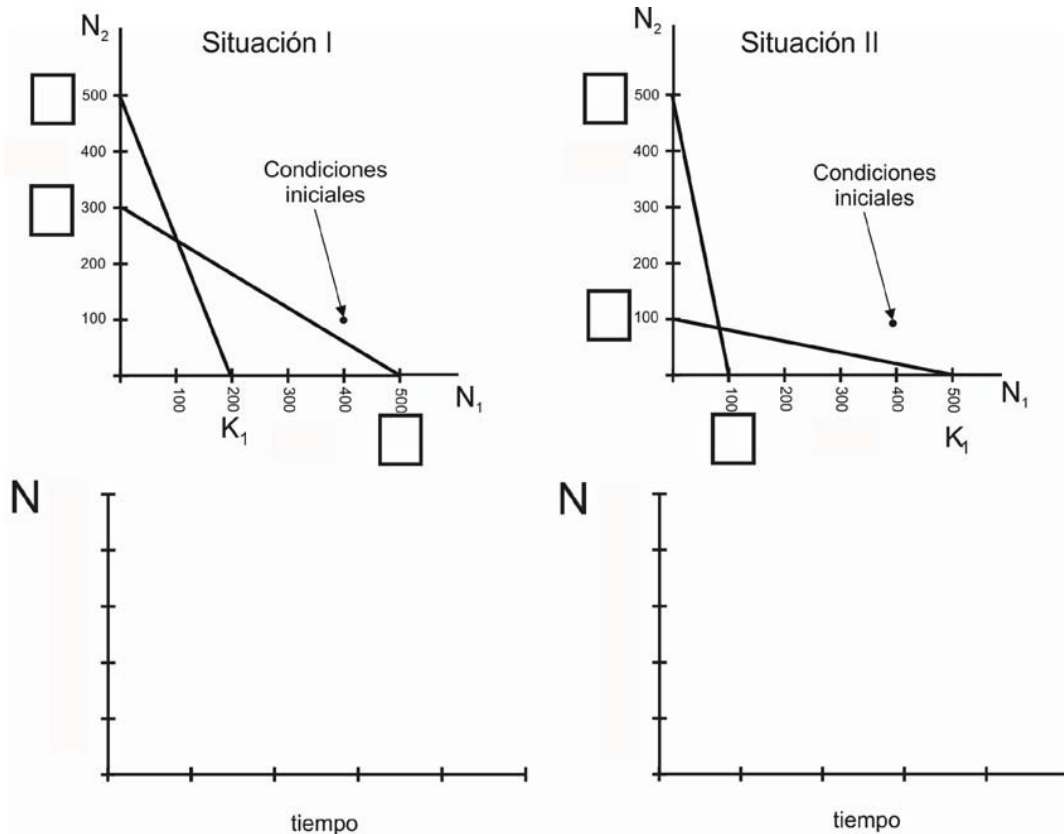 N₂
Situación I
500
400
300
200
100
Condiciones
iniciales
100
200
300
400
500
N₁
K₁
N₂
Situación II
500
400
300
200
100
Condiciones
iniciales
100
200
300
400
500
N₁
K₁
N
tiempo
N
tiempo